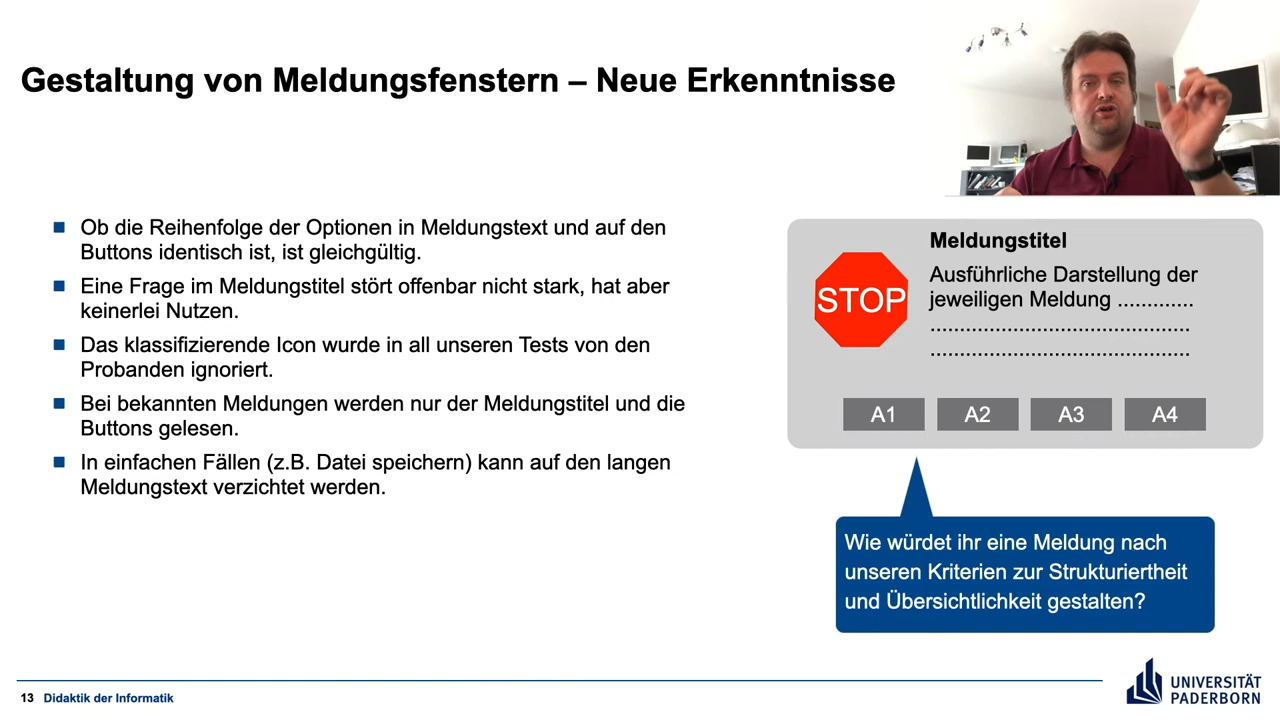 Gestaltung von Meldungsfenstern – Neue Erkenntnisse
Ob die Reihenfolge der Optionen in Meldungstext und auf den
Buttons identisch ist, ist gleichgültig.
Eine Frage im Meldungstitel stört offenbar nicht stark, hat aber
keinerlei Nutzen.
Das klassifizierende Icon wurde in all unseren Tests von den
Probanden ignoriert.
Bei bekannten Meldungen werden nur der Meldungstitel und die
Buttons gelesen.
In einfachen Fällen (z.B. Datei speichern) kann auf den langen
Meldungstext verzichtet werden.
Meldungstitel
STOP
Ausführliche Darstellung der
jeweiligen Meldung .............
............................................
............................................
A1 A2 A3 A4
Wie würdet ihr eine Meldung nach
unseren Kriterien zur Strukturiertheit
und Übersichtlichkeit gestalten?
13 Didaktik der Informatik
UNIVERSITÄT
PADERBORN